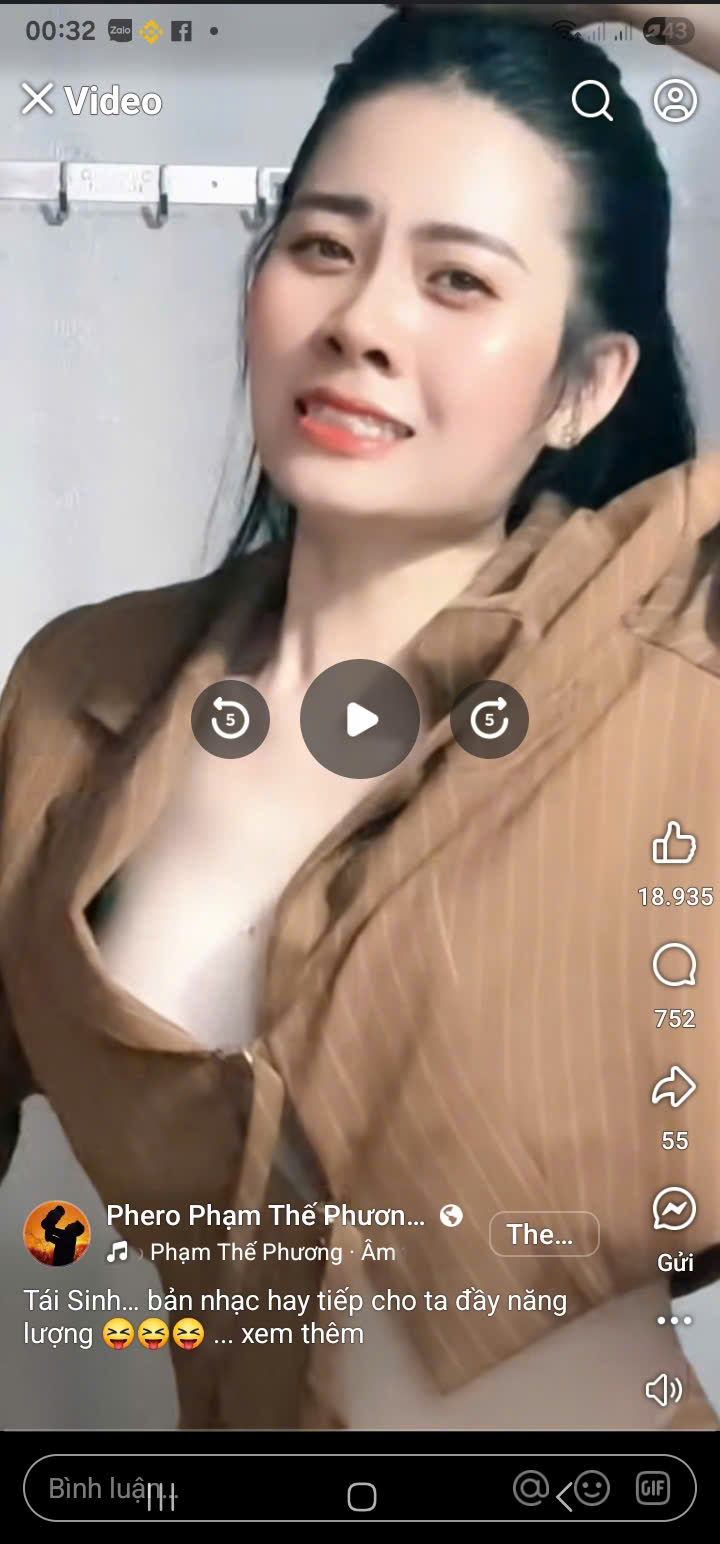 00:32 Zalo 43
Video
5 5
18.935
752
55
Phero Phạm Thế Phươn...
The...
Phạm Thế Phương · Âm
Gửi
Tái Sinh... bản nhạc hay tiếp cho ta đầy năng
lượng 😝😝😝 ... xem thêm
Bình luận...
GIF